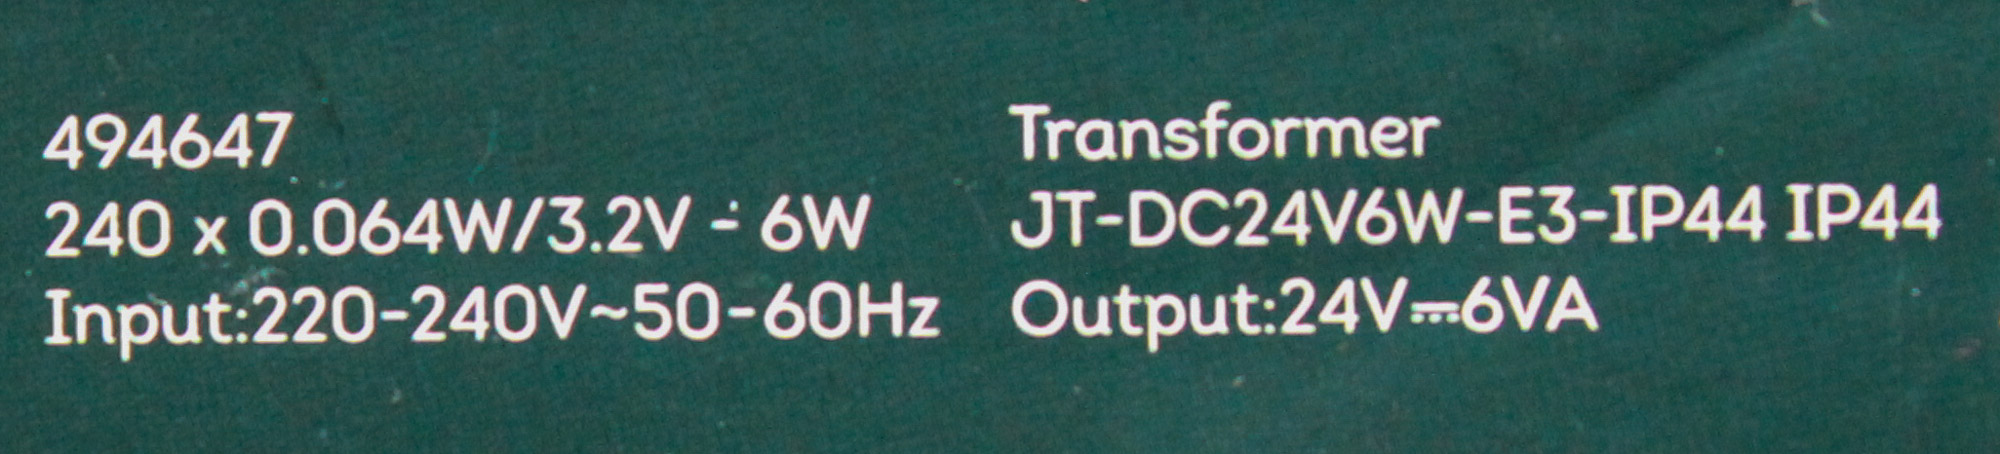 494647
240 x 0.064W/3.2V - 6W
Input:220-240V~50-60Hz
Transformer
JT-DC24V6W-E3-IP44 IP44
Output:24V⎓6VA